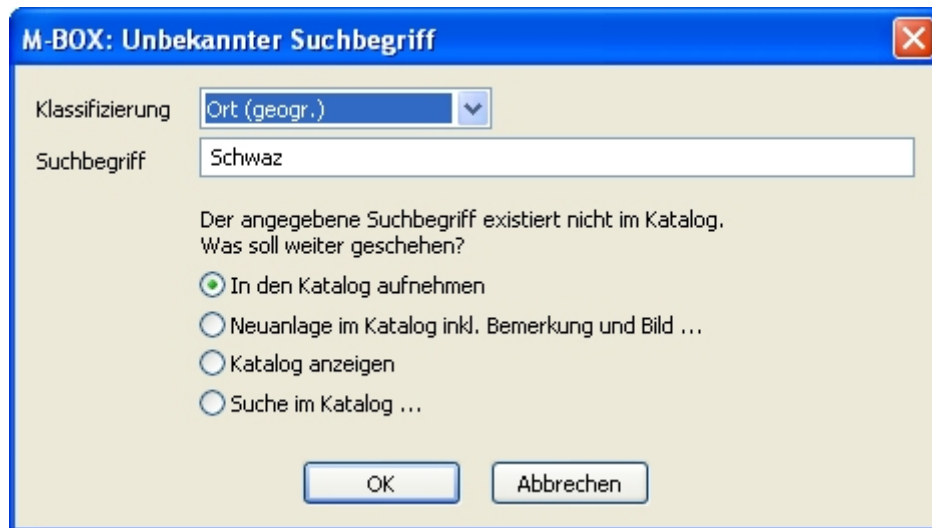 M-BOX: Unbekannter Suchbegriff
Klassifizierung Ort (geogr.)
Suchbegriff Schwaz
Der angegebene Suchbegriff existiert nicht im Katalog.
Was soll weiter geschehen?
In den Katalog aufnehmen
Neuanlage im Katalog inkl. Bemerkung und Bild ...
Katalog anzeigen
Suche im Katalog ...
OK Abbrechen